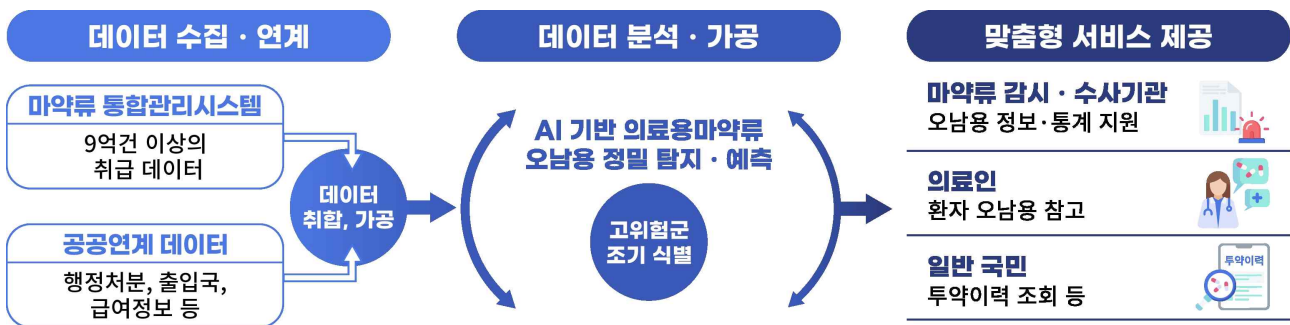 데이터 수집 · 연계
마약류 통합관리시스템
9억건 이상의
취급 데이터
공공연계 데이터
행정처분, 출입국,
급여정보 등
데이터
취합, 가공
데이터 분석 · 가공
AI 기반 의료용마약류
오남용 정밀 탐지 · 예측
고위험군
조기 식별
맞춤형 서비스 제공
마약류 감시 · 수사기관
오남용 정보·통계 지원
의료인
환자 오남용 참고
일반 국민
투약이력 조회 등
투약이력